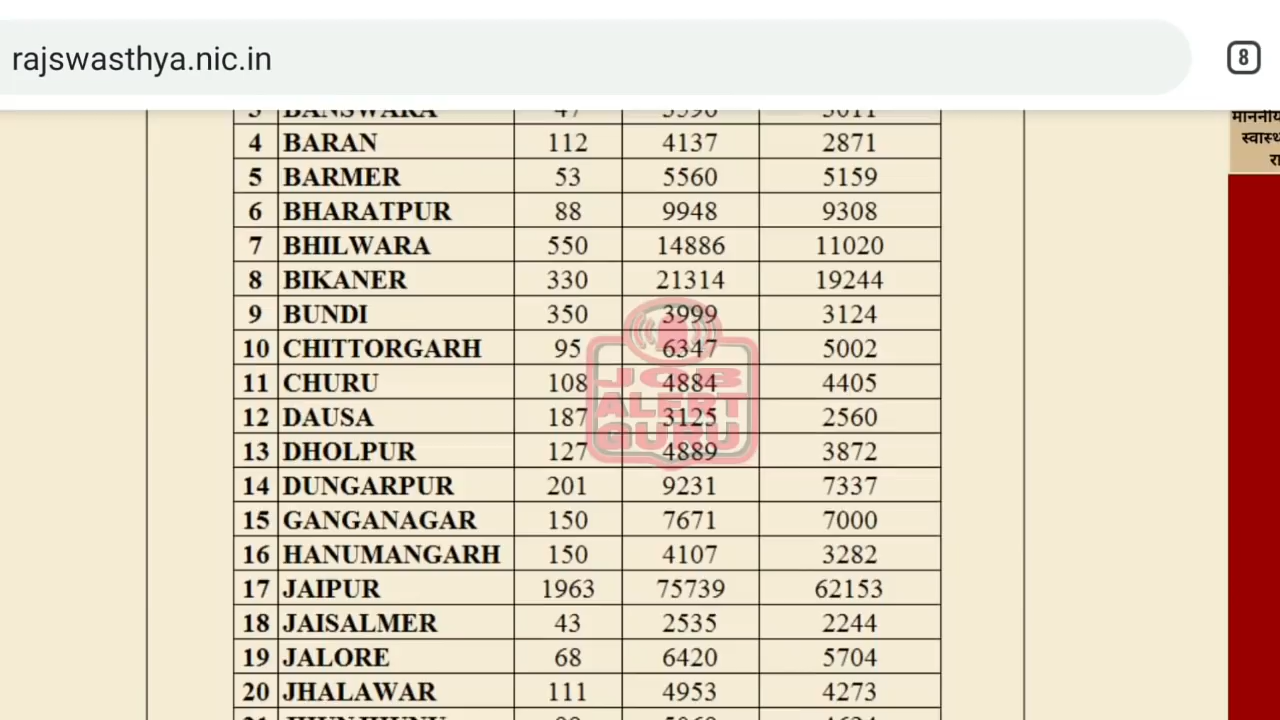 rajswasthya.nic.in
8
3 BANSWARA 47
4 BARAN 112 4137 2871
5 BARMER 53 5560 5159
6 BHARATPUR 88 9948 9308
7 BHILWARA 550 14886 11020
8 BIKANER 330 21314 19244
9 BUNDI 350 3999 3124
10 CHITTORGARH 95 6347 5002
11 CHURU 108 4884 4405
12 DAUSA 187 3125 2560
13 DHOLPUR 127 4889 3872
14 DUNGARPUR 201 9231 7337
15 GANGANAGAR 150 7671 7000
16 HANUMANGARH 150 4107 3282
17 JAIPUR 1963 75739 62153
18 JAISALMER 43 2535 2244
19 JALORE 68 6420 5704
20 JHALAWAR 111 4953 4273
JOB
ALERT
GURU
माननीय
स्वास्थ
रा